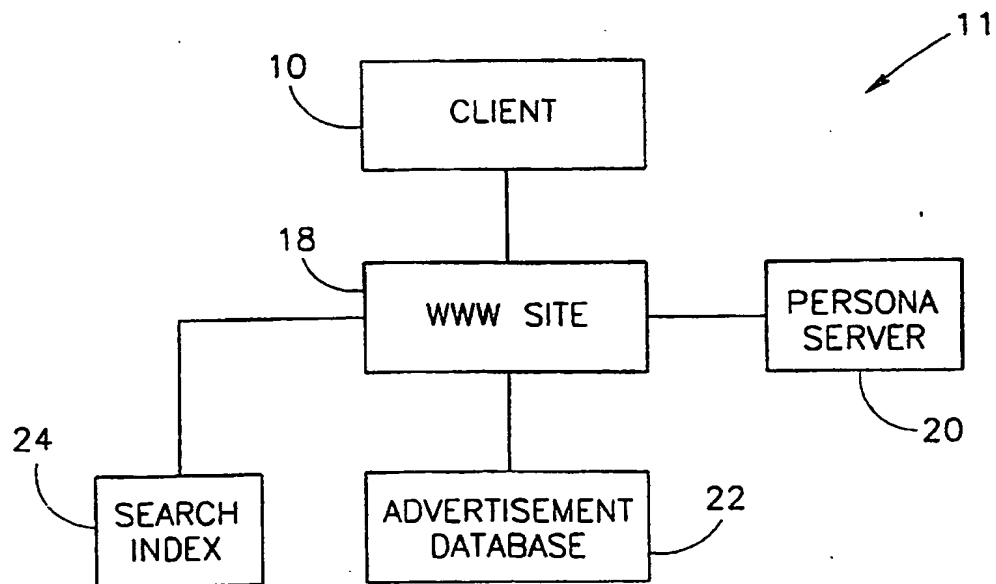 11
10
CLIENT
18
WWW SITE
PERSONA
SERVER
20
24
SEARCH
INDEX
ADVERTISEMENT
DATABASE
22